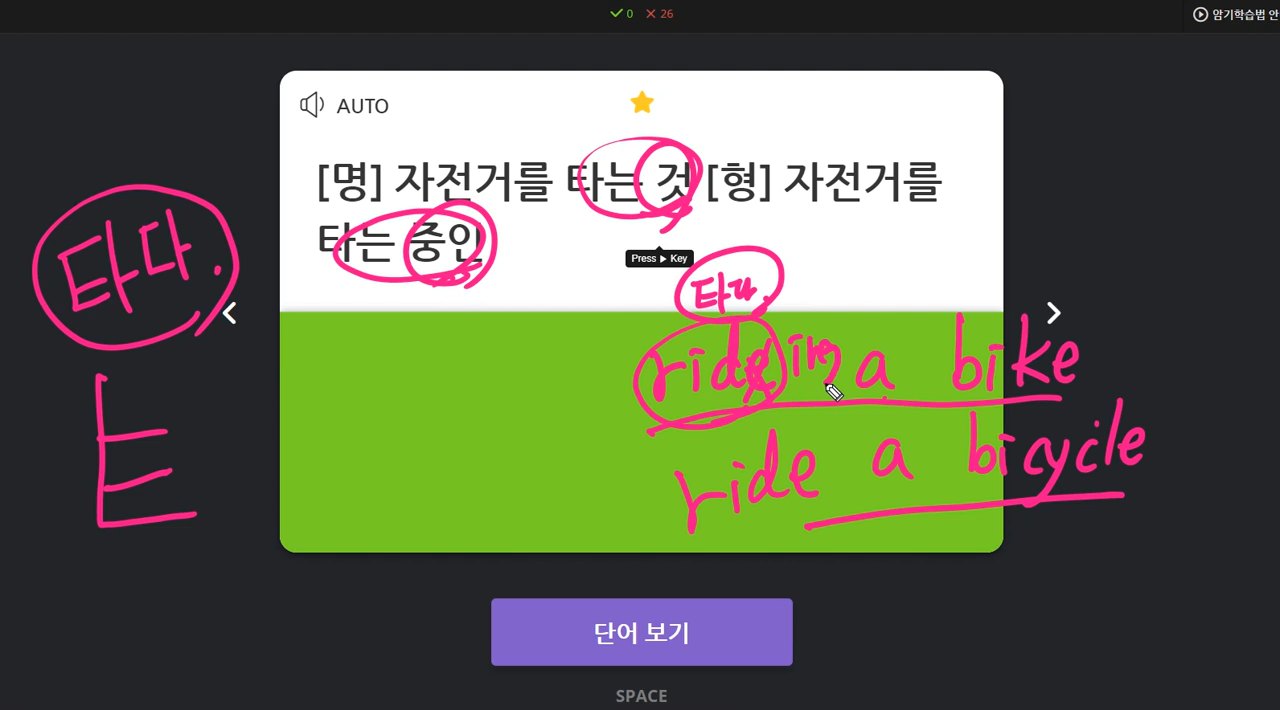 0 26
암기학습법 안
AUTO
[명] 자전거를 타는 것 [형] 자전거를
타는 중인
Press ▶ Key
타다.
타다
rideing a bike
ride a bicycle
E
단어 보기
SPACE